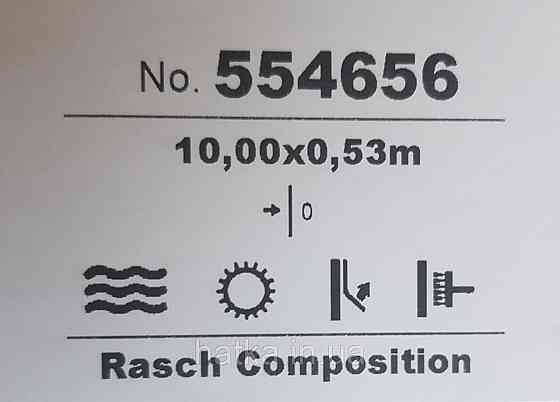 No. 554656
10,00x0,53m
0
hatka.in.ua
Rasch Composition